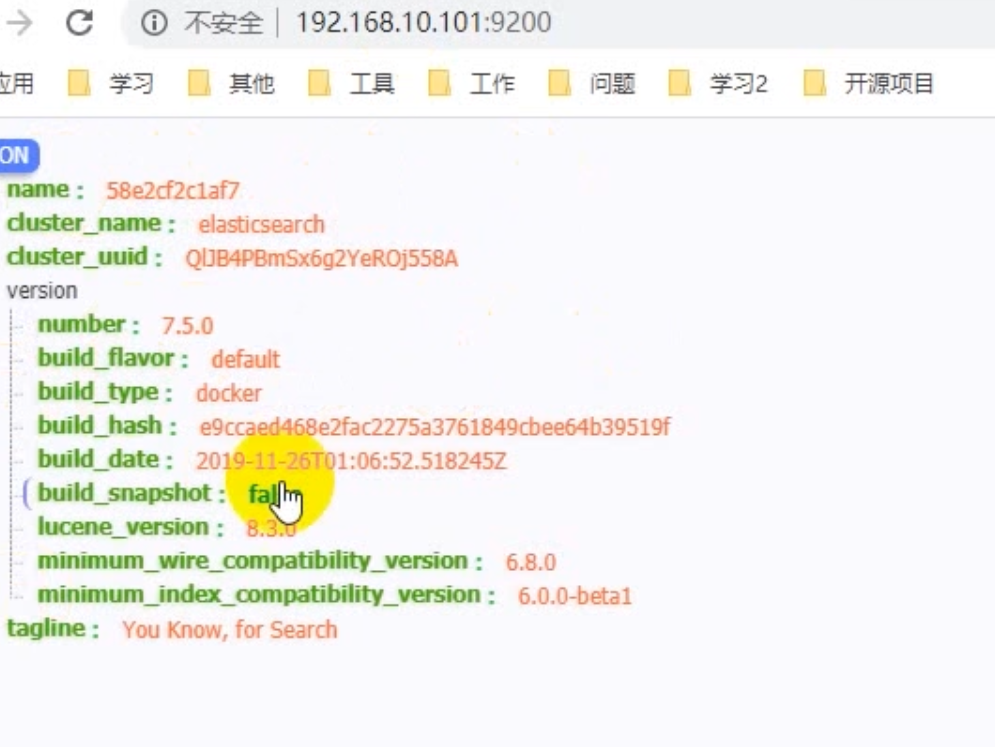 不安全 192.168.10.101:9200
应用 学习 其他 工具 工作 问题 学习2 开源项目
ON
name : 58e2cf2c1af7
cluster_name : elasticsearch
cluster_uuid : QlJB4PBmSx6g2YeROj558A
version
number : 7.5.0
build_flavor : default
build_type : docker
build_hash : e9ccaed468e2fac2275a3761849cbee64b39519f
build_date : 2019-11-26T01:06:52.518245Z
build_snapshot : false
lucene_version : 8.3.0
minimum_wire_compatibility_version : 6.8.0
minimum_index_compatibility_version : 6.0.0-beta1
tagline : You Know, for Search